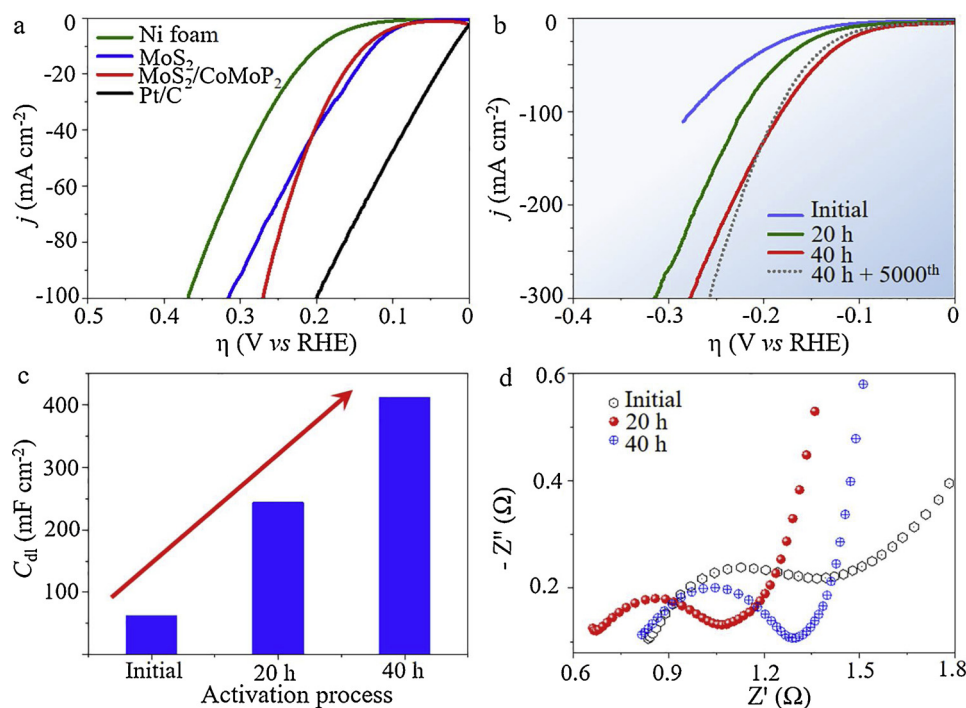 a
Ni foam
MoS₂
MoS₂/CoMoP₂
Pt/C
0
-20
-40
-60
-80
-100
j (mA cm⁻²)
0.5
0.3
0.2
0.1
0
η (V vs RHE)
b
0
-50
-100
-150
-200
-250
-300
j (mA cm⁻²)
Initial
20 h
40 h
40 h + 5000ᵗʰ
-0.4
-0.3
-0.2
-0.1
0
η (V vs RHE)
c
400
300
200
100
C_dl (mF cm⁻²)
Initial
20 h
40 h
Activation process
d
Initial
20 h
40 h
0.6
0.4
0.2
- Z'' (Ω)
0.6
0.9
1.2
1.5
1.8
Z' (Ω)